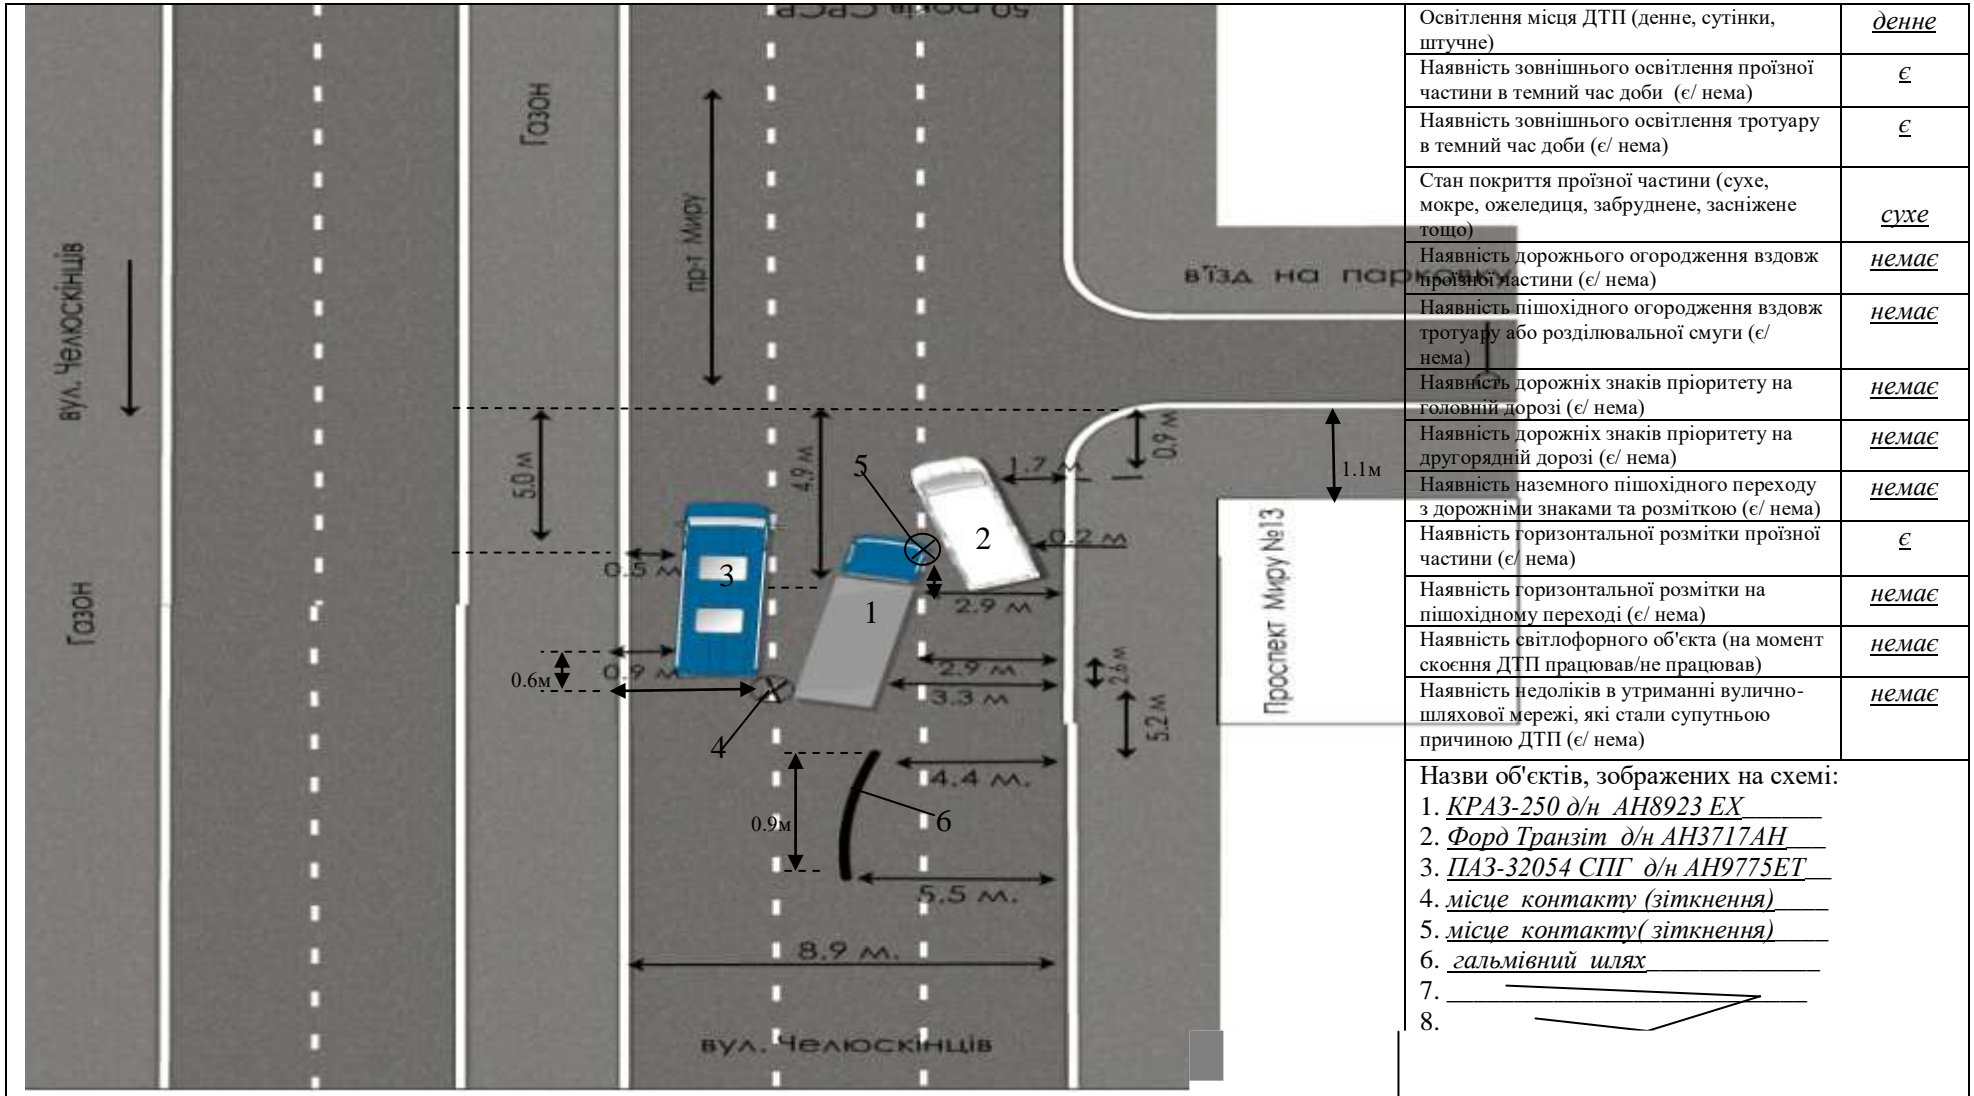 50 років СРСР
Газон
пр-т Миру
вул. Челюскінців
в'їзд на парковку
5.0 м
4.9 м
5
1.7 м
0.9 м
1.1м
2
0.2 м
0.5 м
3
1
2.9 м
Газон
Проспект Миру №13
0.6м
0.9 м
2.9 м
2.6 м
3.3 м
4
5.2 м
4.4 м.
0.9м
6
5.5 м.
8.9 м.
вул. Челюскінців
Освітлення місця ДТП (денне, сутінки,
штучне)
денне
Наявність зовнішнього освітлення проїзної
частини в темний час доби (є/ нема)
є
Наявність зовнішнього освітлення тротуару
в темний час доби (є/ нема)
є
Стан покриття проїзної частини (сухе,
мокре, ожеледиця, забруднене, засніжене
тощо)
сухе
Наявність дорожнього огородження вздовж
проїзної частини (є/ нема)
немає
Наявність пішохідного огородження вздовж
тротуару або розділювальної смуги (є/
нема)
немає
Наявність дорожніх знаків пріоритету на
головній дорозі (є/ нема)
немає
Наявність дорожніх знаків пріоритету на
другорядній дорозі (є/ нема)
немає
Наявність наземного пішохідного переходу
з дорожніми знаками та розміткою (є/ нема)
немає
Наявність горизонтальної розмітки проїзної
частини (є/ нема)
є
Наявність горизонтальної розмітки на
пішохідному переході (є/ нема)
немає
Наявність світлофорного об'єкта (на момент
скоєння ДТП працював/не працював)
немає
Наявність недоліків в утриманні вулично-
шляхової мережі, які стали супутньою
причиною ДТП (є/ нема)
немає
Назви об'єктів, зображених на схемі:
1. КРАЗ-250 д/н АН8923 ЕХ
2. Форд Транзіт д/н АН3717АН
3. ПАЗ-32054 СПГ д/н АН9775ЕТ
4. місце контакту (зіткнення)
5. місце контакту( зіткнення)
6. гальмівний шлях
7.
8.